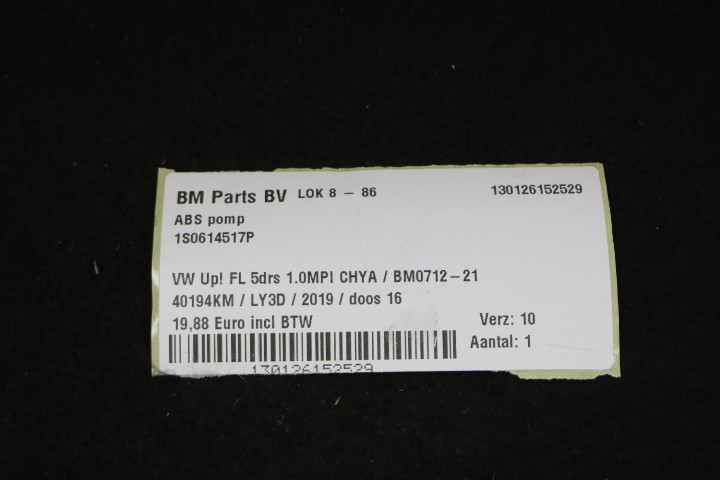 BM Parts BV LOK 8 - 86 130126152529
ABS pomp
1S0614517P
VW Up! FL 5drs 1.0MPI CHYA / BM0712-21
40194KM / LY3D / 2019 / doos 16
19,88 Euro incl BTW Verz: 10
Aantal: 1
130126152529